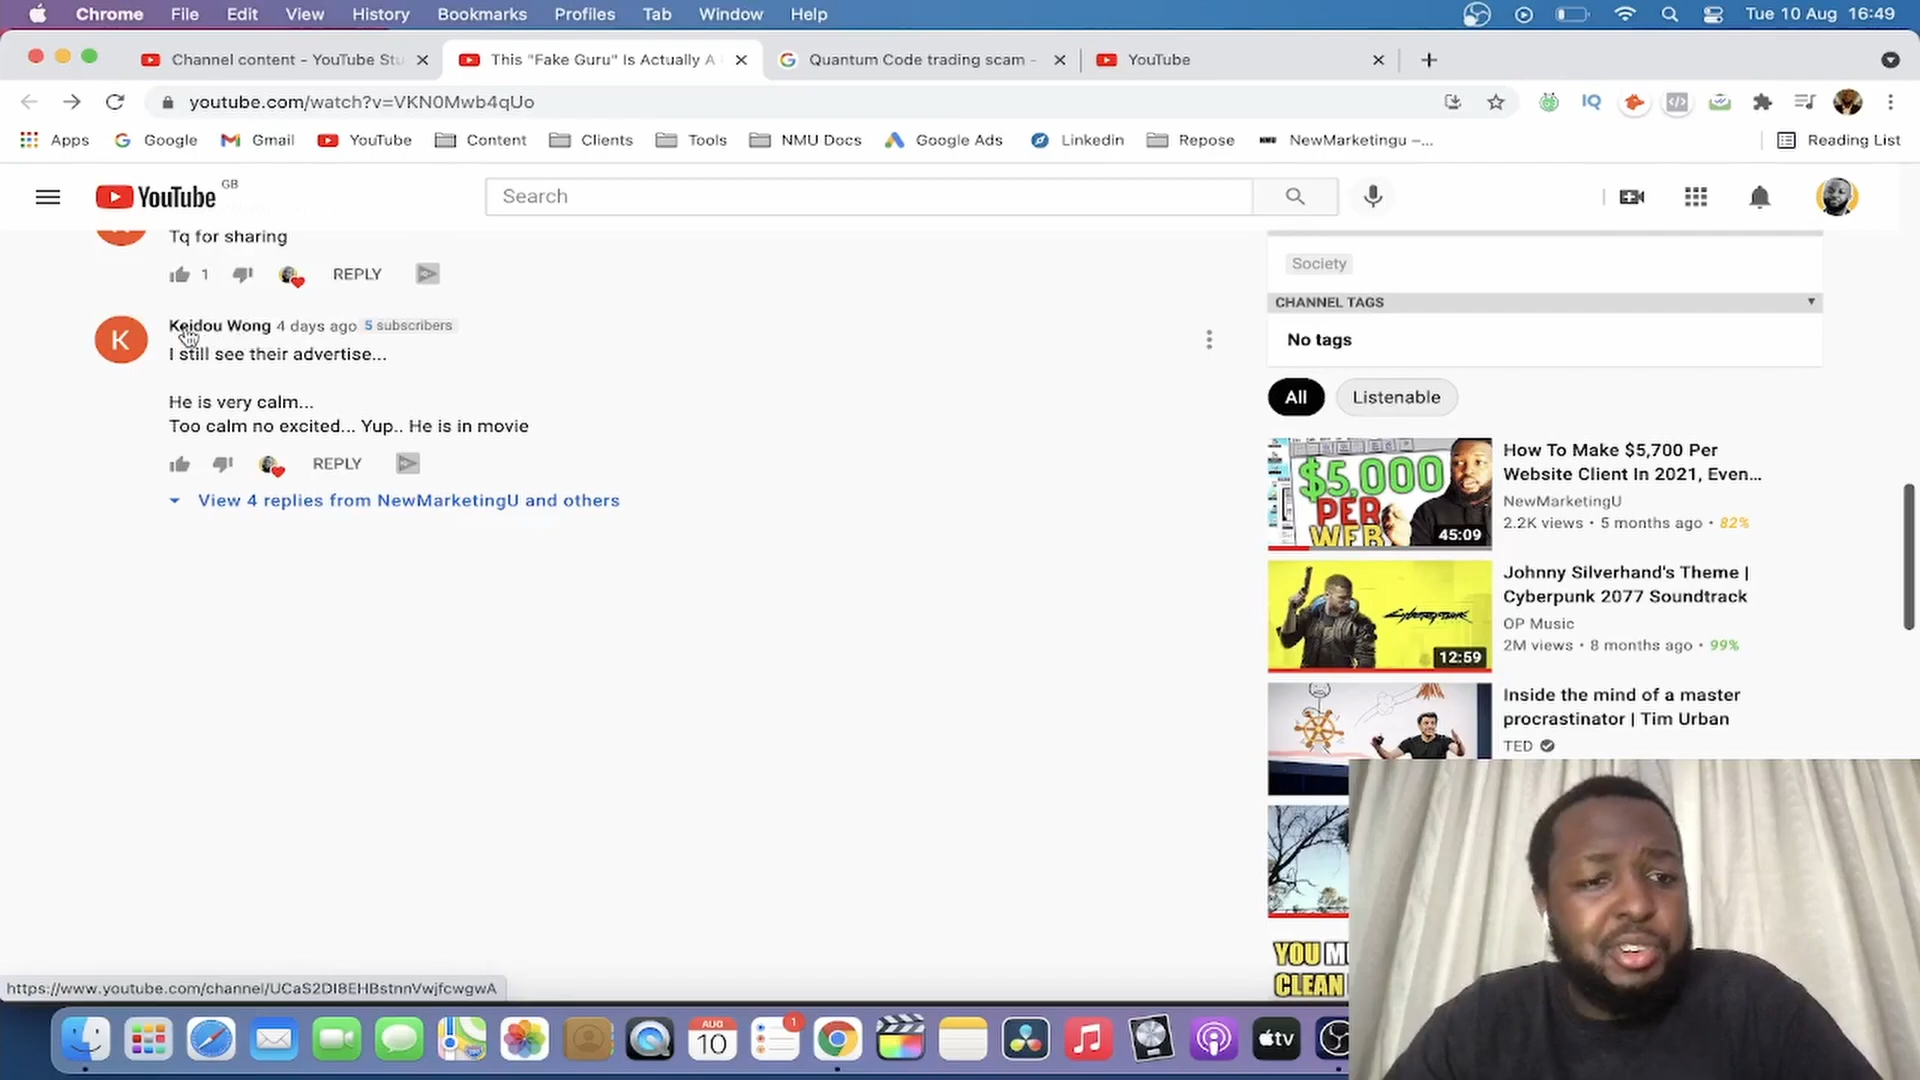 Chrome File Edit View History Bookmarks Profiles Tab Window Help Tue 10 Aug 16:49
Channel content - YouTube Stu This "Fake Guru" Is Actually A Quantum Code trading scam - YouTube
youtube.com/watch?v=VKN0Mwb4qUo IQ
Apps Google Gmail YouTube Content Clients Tools NMU Docs Google Ads Linkedin Repose NewMarketingu –... Reading List
YouTube GB Search
Tq for sharing
1 REPLY
Keidou Wong 4 days ago 5 subscribers
I still see their advertise...
He is very calm...
Too calm no excited... Yup.. He is in movie
REPLY
View 4 replies from NewMarketingU and others
K
Society
CHANNEL TAGS
No tags
All Listenable
$5,000
PER
WEB
45:09
How To Make $5,700 Per
Website Client In 2021, Even...
NewMarketingU
2.2K views • 5 months ago • 82%
Cyberpunk
12:59
Johnny Silverhand's Theme |
Cyberpunk 2077 Soundtrack
OP Music
2M views • 8 months ago • 99%
Inside the mind of a master
procrastinator | Tim Urban
TED
YOU M
CLEAN
https://www.youtube.com/channel/UCaS2DI8EHBstnnVwjfcwgwA
AUG
10
1
tv